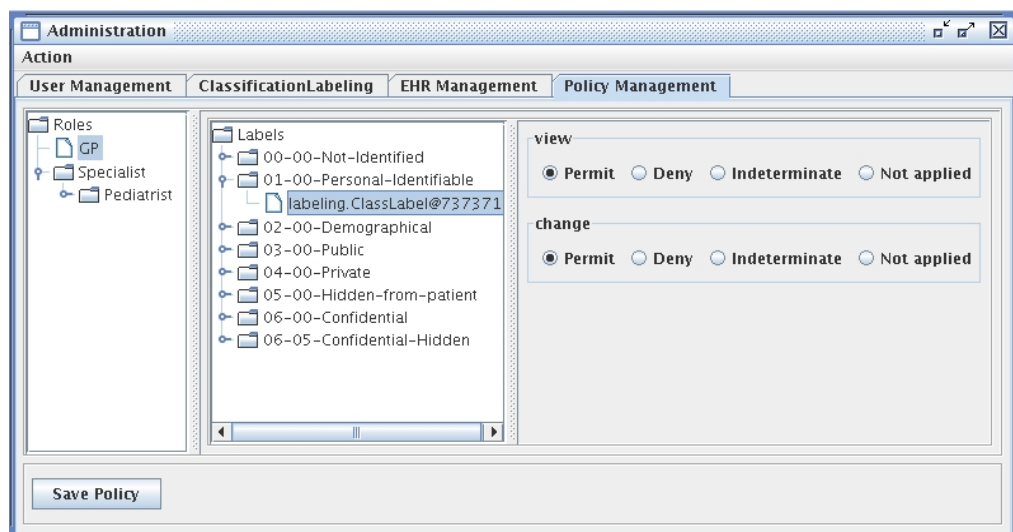 Administration
Action
User Management ClassificationLabeling EHR Management Policy Management
Roles
GP
Specialist
Pediatrist
Labels
00-00-Not-Identified
01-00-Personal-Identifiable
labeling.ClassLabel@737371
02-00-Demographical
03-00-Public
04-00-Private
05-00-Hidden-from-patient
06-00-Confidential
06-05-Confidential-Hidden
view
Permit Deny Indeterminate Not applied
change
Permit Deny Indeterminate Not applied
Save Policy